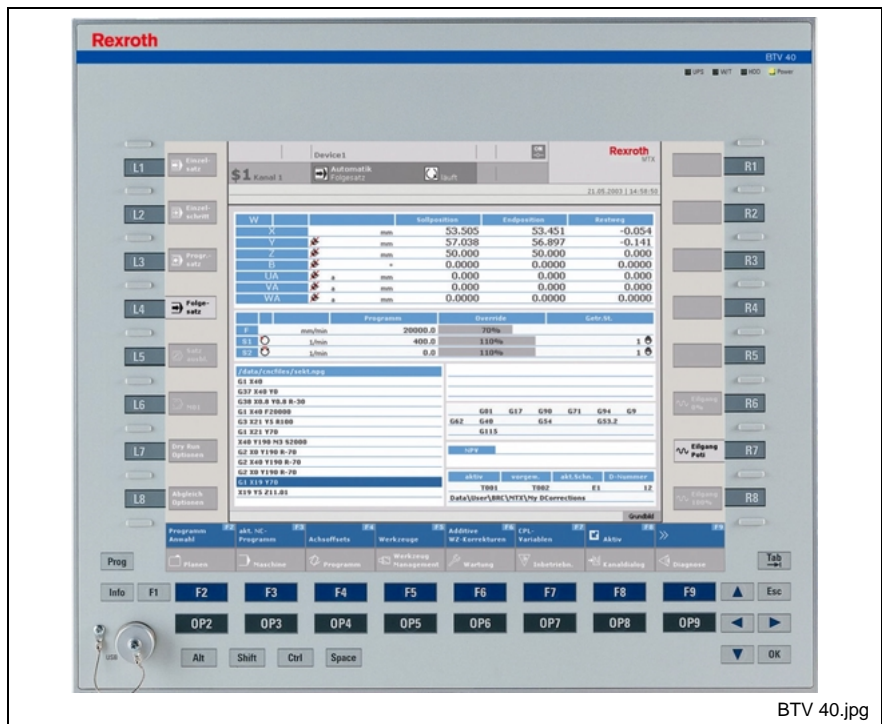 Rexroth
BTV 40
UPS WT HDD Power
Device1
Rexroth
MTX
$1 Kanal 1
Automatik
Folgesatz
läuft
21.05.2003 | 14:58:50
L1
Einzel-
satz
R1
L2
Einzel-
schritt
R2
L3
Progr.-
satz
R3
L4
Folge-
satz
R4
L5
Satz
R5
L6
R6
Eilgang
0%
L7
Dry Run
Optionen
Eilgang
Poti
R7
L8
Abgleich
Optionen
Eilgang
100%
R8
W Sollposition Endposition Restweg
X mm 53.505 53.451 -0.054
Y mm 57.038 56.897 -0.141
Z mm 50.000 50.000 0.000
B 0.0000 0.0000 0.0000
UA mm 0.000 0.000 0.000
VA mm 0.000 0.000 0.000
WA mm 0.0000 0.0000 0.0000
Programm Override Getr.St.
F mm/min 20000.0 70%
S1 1/min 400.0 110% 1
S2 1/min 0.0 110% 1
/data/cncfiles/sekt.npg
G1 X40
G37 X40 Y0
G38 X0.8 Y0.8 R-30
G1 X40 F20000
G3 X21 Y5 R100
G1 X21 Y70
X40 Y190 M3 S2000
G2 X0 Y190 R-70
G2 X40 Y190 R-70
G2 X0 Y190 R-70
G1 X19 Y70
X19 Y5 Z11.01
G01 G17 G90 G71 G94 G9
G62 G40 G54 G53.2
G115
NPV
aktiv vorgew. akt.Schn. D-Nummer
T001 T002 E1 12
Data\User\BRC\MTX\My DCorrections
Grundbild
Programm
Anwahl
F2
akt. NC-
Programm
F3
Achsoffsets
F4
Werkzeuge
F5
Additive
WZ-Korrekturen
F6
CPL-
Variablen
F7
Aktiv
F8
»
F9
Planen
Maschine
Programm
Werkzeug
Management
Wartung
Inbetriebn.
Kanaldialog
Diagnose
Prog
Tab
Info F1 F2 F3 F4 F5 F6 F7 F8 F9 Esc
OP2 OP3 OP4 OP5 OP6 OP7 OP8 OP9
USB
Alt Shift Ctrl Space OK
BTV 40.jpg